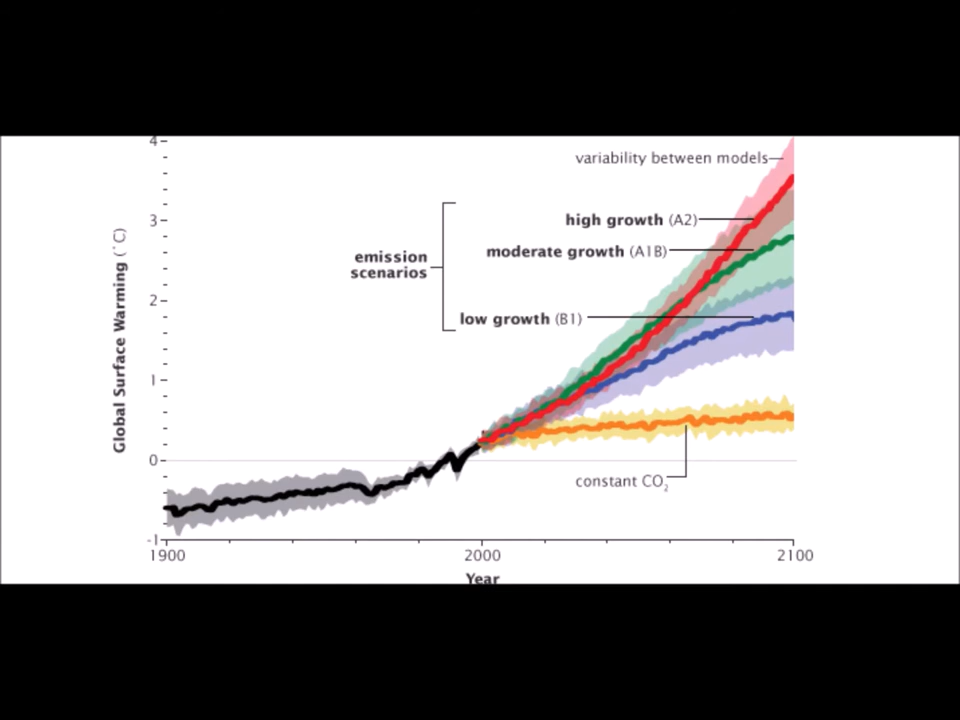 4
variability between models
3
high growth (A2)
moderate growth (A1B)
emission
scenarios
Global Surface Warming (˚C)
2
low growth (B1)
1
0
constant CO₂
-1
1900
2000
2100
Year